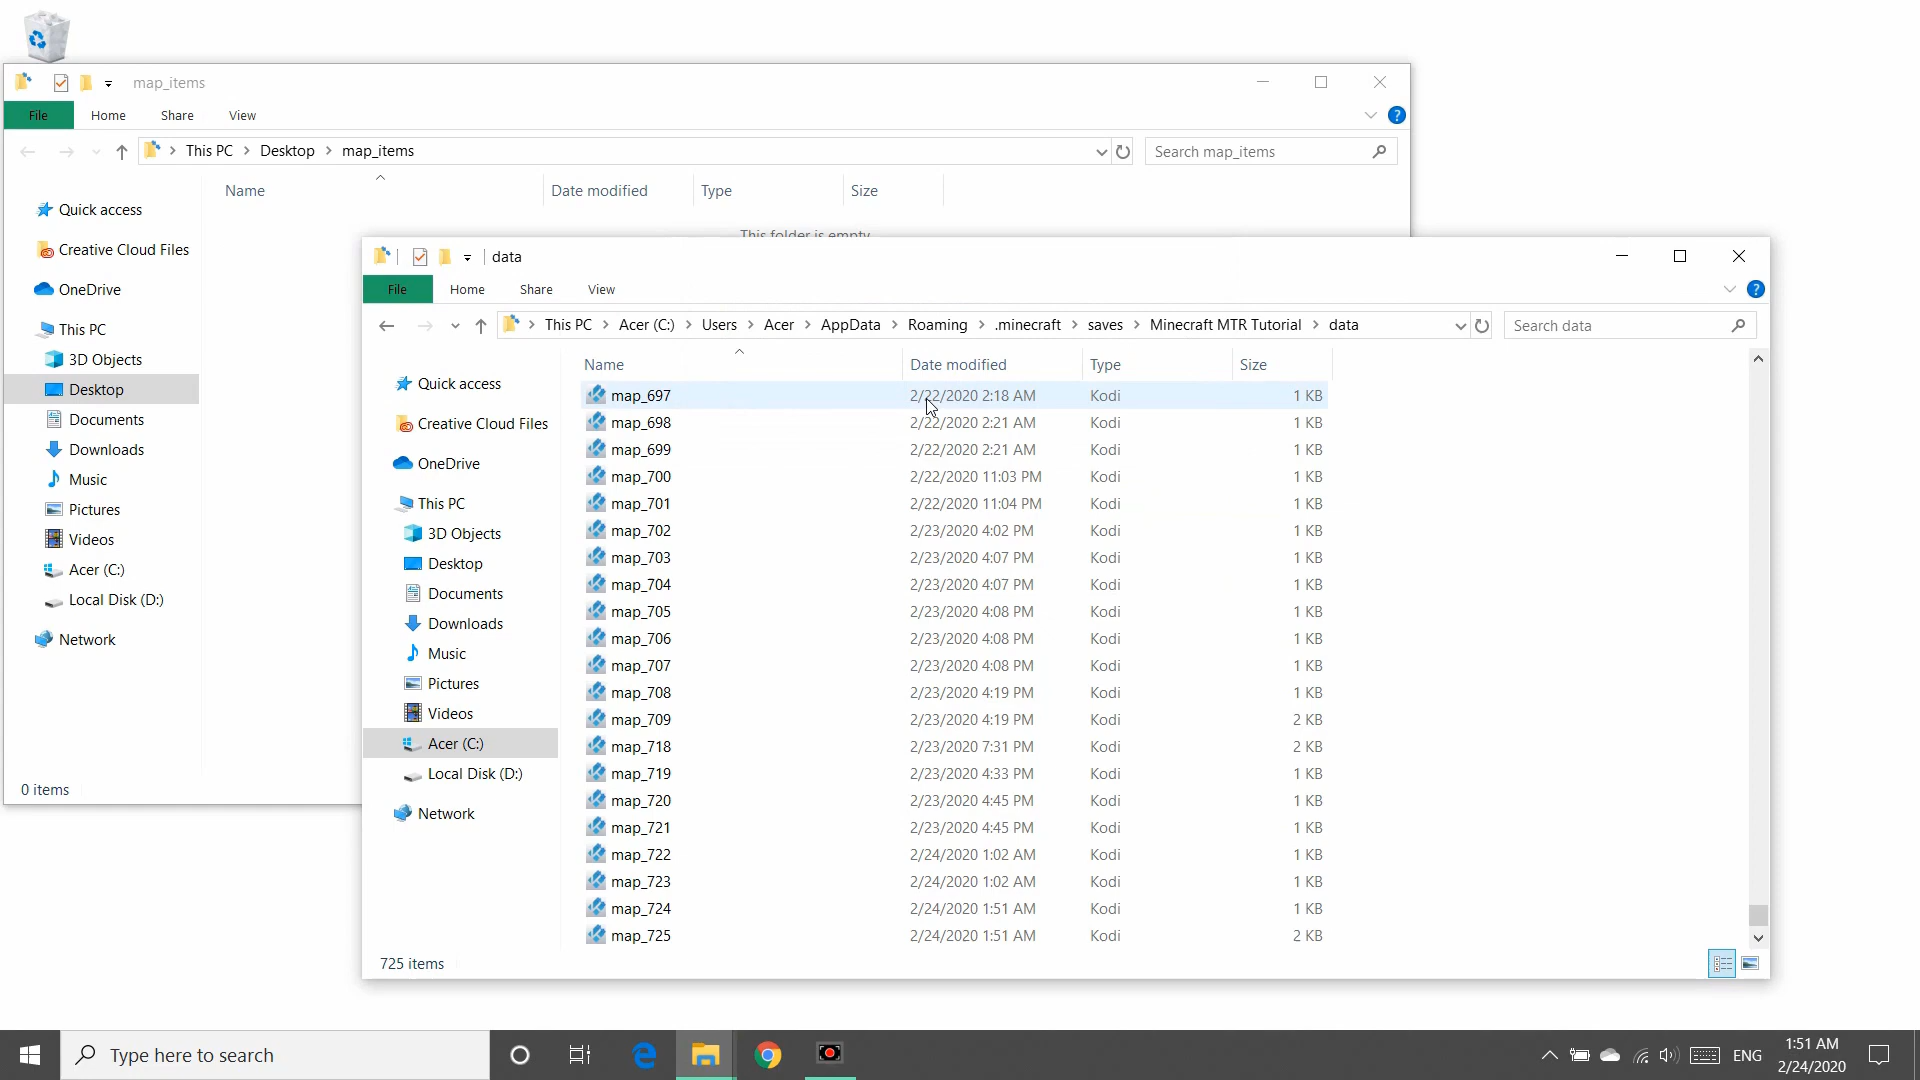 map_items
File Home Share View
This PC Desktop map_items
Search map_items
Name Date modified Type Size
Quick access
Creative Cloud Files
OneDrive
This PC
3D Objects
Desktop
Documents
Downloads
Music
Pictures
Videos
Acer (C:)
Local Disk (D:)
Network
0 items
This folder is empty.
data
File Home Share View
This PC Acer (C:) Users Acer AppData Roaming .minecraft saves Minecraft MTR Tutorial data
Search data
Quick access
Creative Cloud Files
OneDrive
This PC
3D Objects
Desktop
Documents
Downloads
Music
Pictures
Videos
Acer (C:)
Local Disk (D:)
Network
Name Date modified Type Size
map_697 2/22/2020 2:18 AM Kodi 1 KB
map_698 2/22/2020 2:21 AM Kodi 1 KB
map_699 2/22/2020 2:21 AM Kodi 1 KB
map_700 2/22/2020 11:03 PM Kodi 1 KB
map_701 2/22/2020 11:04 PM Kodi 1 KB
map_702 2/23/2020 4:02 PM Kodi 1 KB
map_703 2/23/2020 4:07 PM Kodi 1 KB
map_704 2/23/2020 4:07 PM Kodi 1 KB
map_705 2/23/2020 4:08 PM Kodi 1 KB
map_706 2/23/2020 4:08 PM Kodi 1 KB
map_707 2/23/2020 4:08 PM Kodi 1 KB
map_708 2/23/2020 4:19 PM Kodi 1 KB
map_709 2/23/2020 4:19 PM Kodi 2 KB
map_718 2/23/2020 7:31 PM Kodi 2 KB
map_719 2/23/2020 4:33 PM Kodi 1 KB
map_720 2/23/2020 4:45 PM Kodi 1 KB
map_721 2/23/2020 4:45 PM Kodi 1 KB
map_722 2/24/2020 1:02 AM Kodi 1 KB
map_723 2/24/2020 1:02 AM Kodi 1 KB
map_724 2/24/2020 1:51 AM Kodi 1 KB
map_725 2/24/2020 1:51 AM Kodi 2 KB
725 items
Type here to search
ENG
1:51 AM
2/24/2020